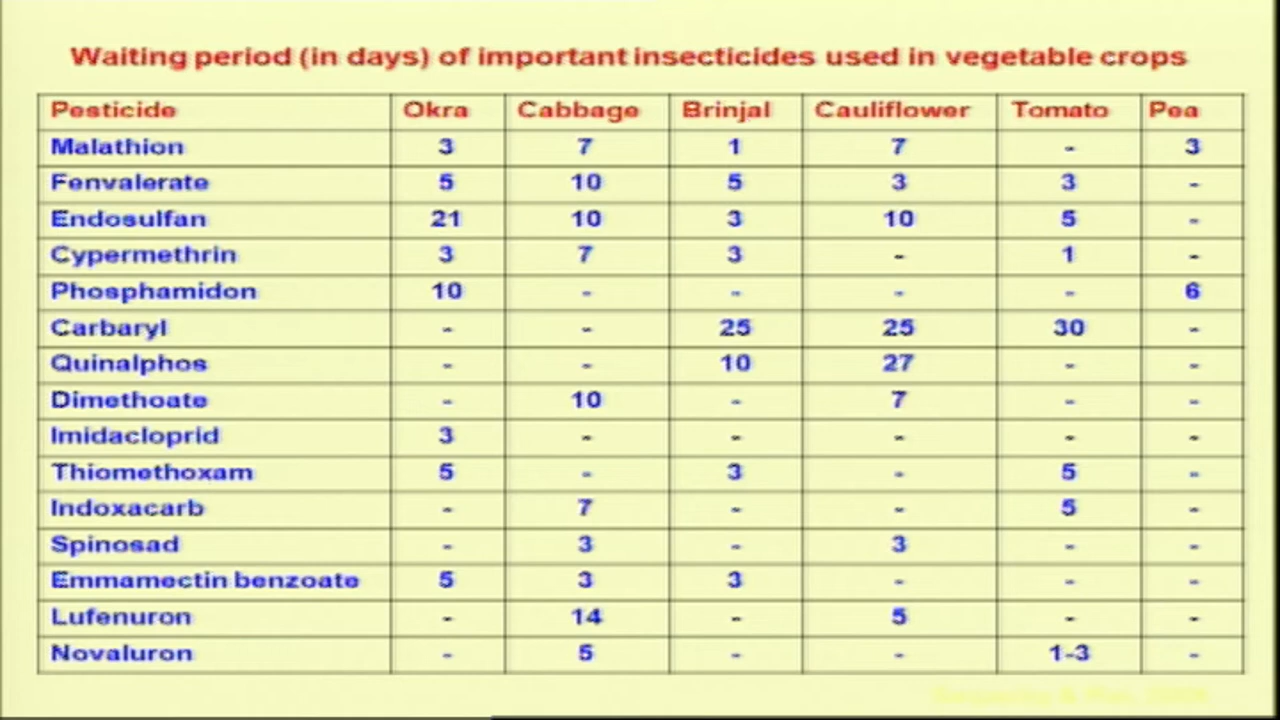 Waiting period (in days) of important insecticides used in vegetable crops
Pesticide Okra Cabbage Brinjal Cauliflower Tomato Pea
Malathion 3 7 1 7 - 3
Fenvalerate 5 10 5 3 3 -
Endosulfan 21 10 3 10 5 -
Cypermethrin 3 7 3 - 1 -
Phosphamidon 10 - - - - 6
Carbaryl - - 25 25 30 -
Quinalphos - - 10 27 - -
Dimethoate - 10 - 7 - -
Imidacloprid 3 - - - - -
Thiomethoxam 5 - 3 - 5 -
Indoxacarb - 7 - - 5 -
Spinosad - 3 - 3 - -
Emmamectin benzoate 5 3 3 - - -
Lufenuron - 14 - 5 - -
Novaluron - 5 - - 1-3 -